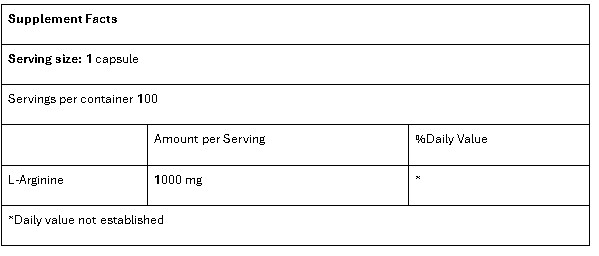 Supplement Facts
Serving size: 1 capsule
Servings per container 100
Amount per Serving %Daily Value
L-Arginine 1000 mg *
*Daily value not established